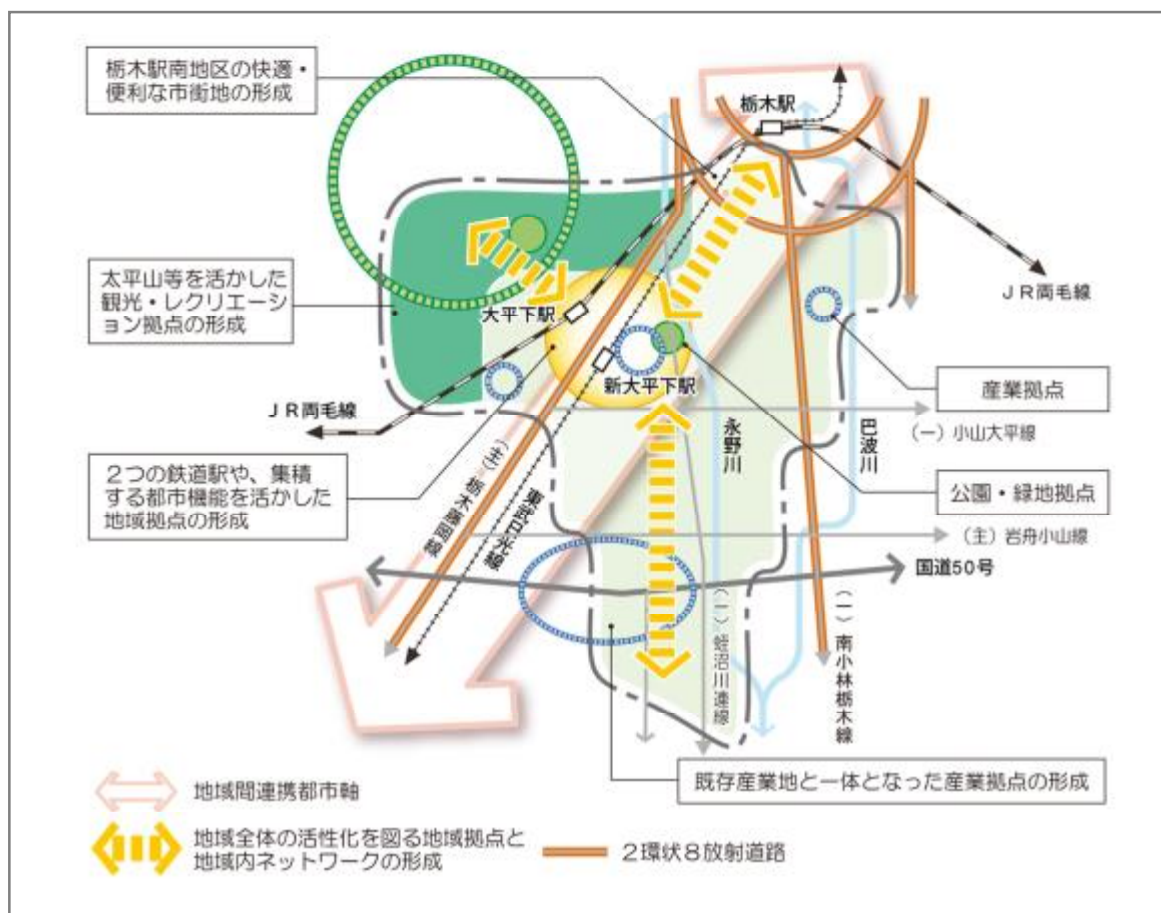 栃木駅南地区の快適・
便利な市街地の形成
栃木駅
太平山等を活かした
観光・レクリエーシ
ョン拠点の形成
大平下駅
ＪＲ両毛線
新大平下駅
産業拠点
ＪＲ両毛線
（一）小山大平線
永野川
巴波川
２つの鉄道駅や、集積
する都市機能を活かした
地域拠点の形成
（主）栃木藤岡線
東武日光線
公園・緑地拠点
（主）岩舟小山線
国道50号
（一）蛭沼川連線
（一）南小林栃木線
既存産業地と一体となった産業拠点の形成
地域間連携都市軸
地域全体の活性化を図る地域拠点と
地域内ネットワークの形成
２環状８放射道路